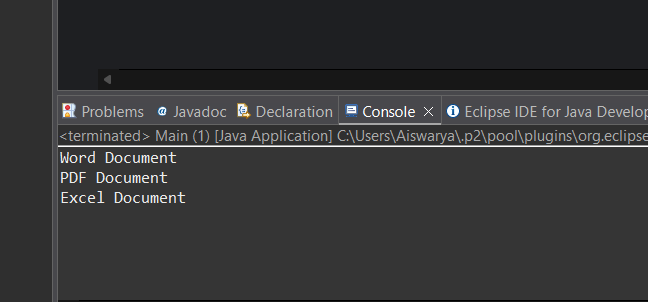 Problems @ Javadoc Declaration Console Eclipse IDE for Java Develop
<terminated> Main (1) [Java Application] C:\Users\Aiswarya\.p2\pool\plugins\org.eclipse
Word Document
PDF Document
Excel Document